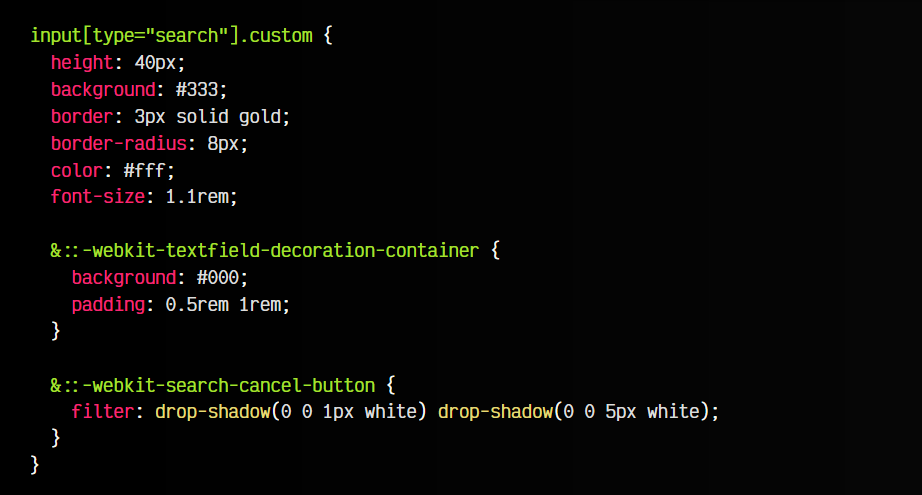 input[type="search"].custom {
  height: 40px;
  background: #333;
  border: 3px solid gold;
  border-radius: 8px;
  color: #fff;
  font-size: 1.1rem;

  &::-webkit-textfield-decoration-container {
    background: #000;
    padding: 0.5rem 1rem;
  }

  &::-webkit-search-cancel-button {
    filter: drop-shadow(0 0 1px white) drop-shadow(0 0 5px white);
  }
}